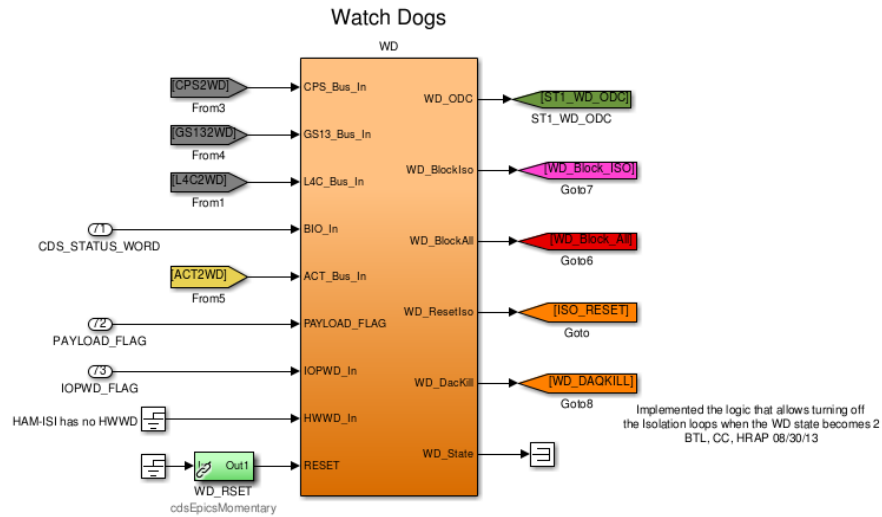 Watch Dogs
WD
[CPS2WD]
From3
CPS_Bus_In
[GS132WD]
From4
GS13_Bus_In
[L4C2WD]
From1
L4C_Bus_In
71
CDS_STATUS_WORD
BIO_In
[ACT2WD]
From5
ACT_Bus_In
72
PAYLOAD_FLAG
PAYLOAD_FLAG
73
IOPWD_FLAG
IOPWD_In
HAM-ISI has no HWWD
HWWD_In
Out1
WD_RSET
cdsEpicsMomentary
RESET
WD_ODC
[ST1_WD_ODC]
ST1_WD_ODC
WD_BlockIso
[WD_Block_ISO]
Goto7
WD_BlockAll
[WD_Block_All]
Goto6
WD_ResetIso
[ISO_RESET]
Goto
WD_DacKill
[WD_DAQKILL]
Goto8
WD_State
Implemented the logic that allows turning off
the Isolation loops when the WD state becomes 2
BTL, CC, HRAP 08/30/13